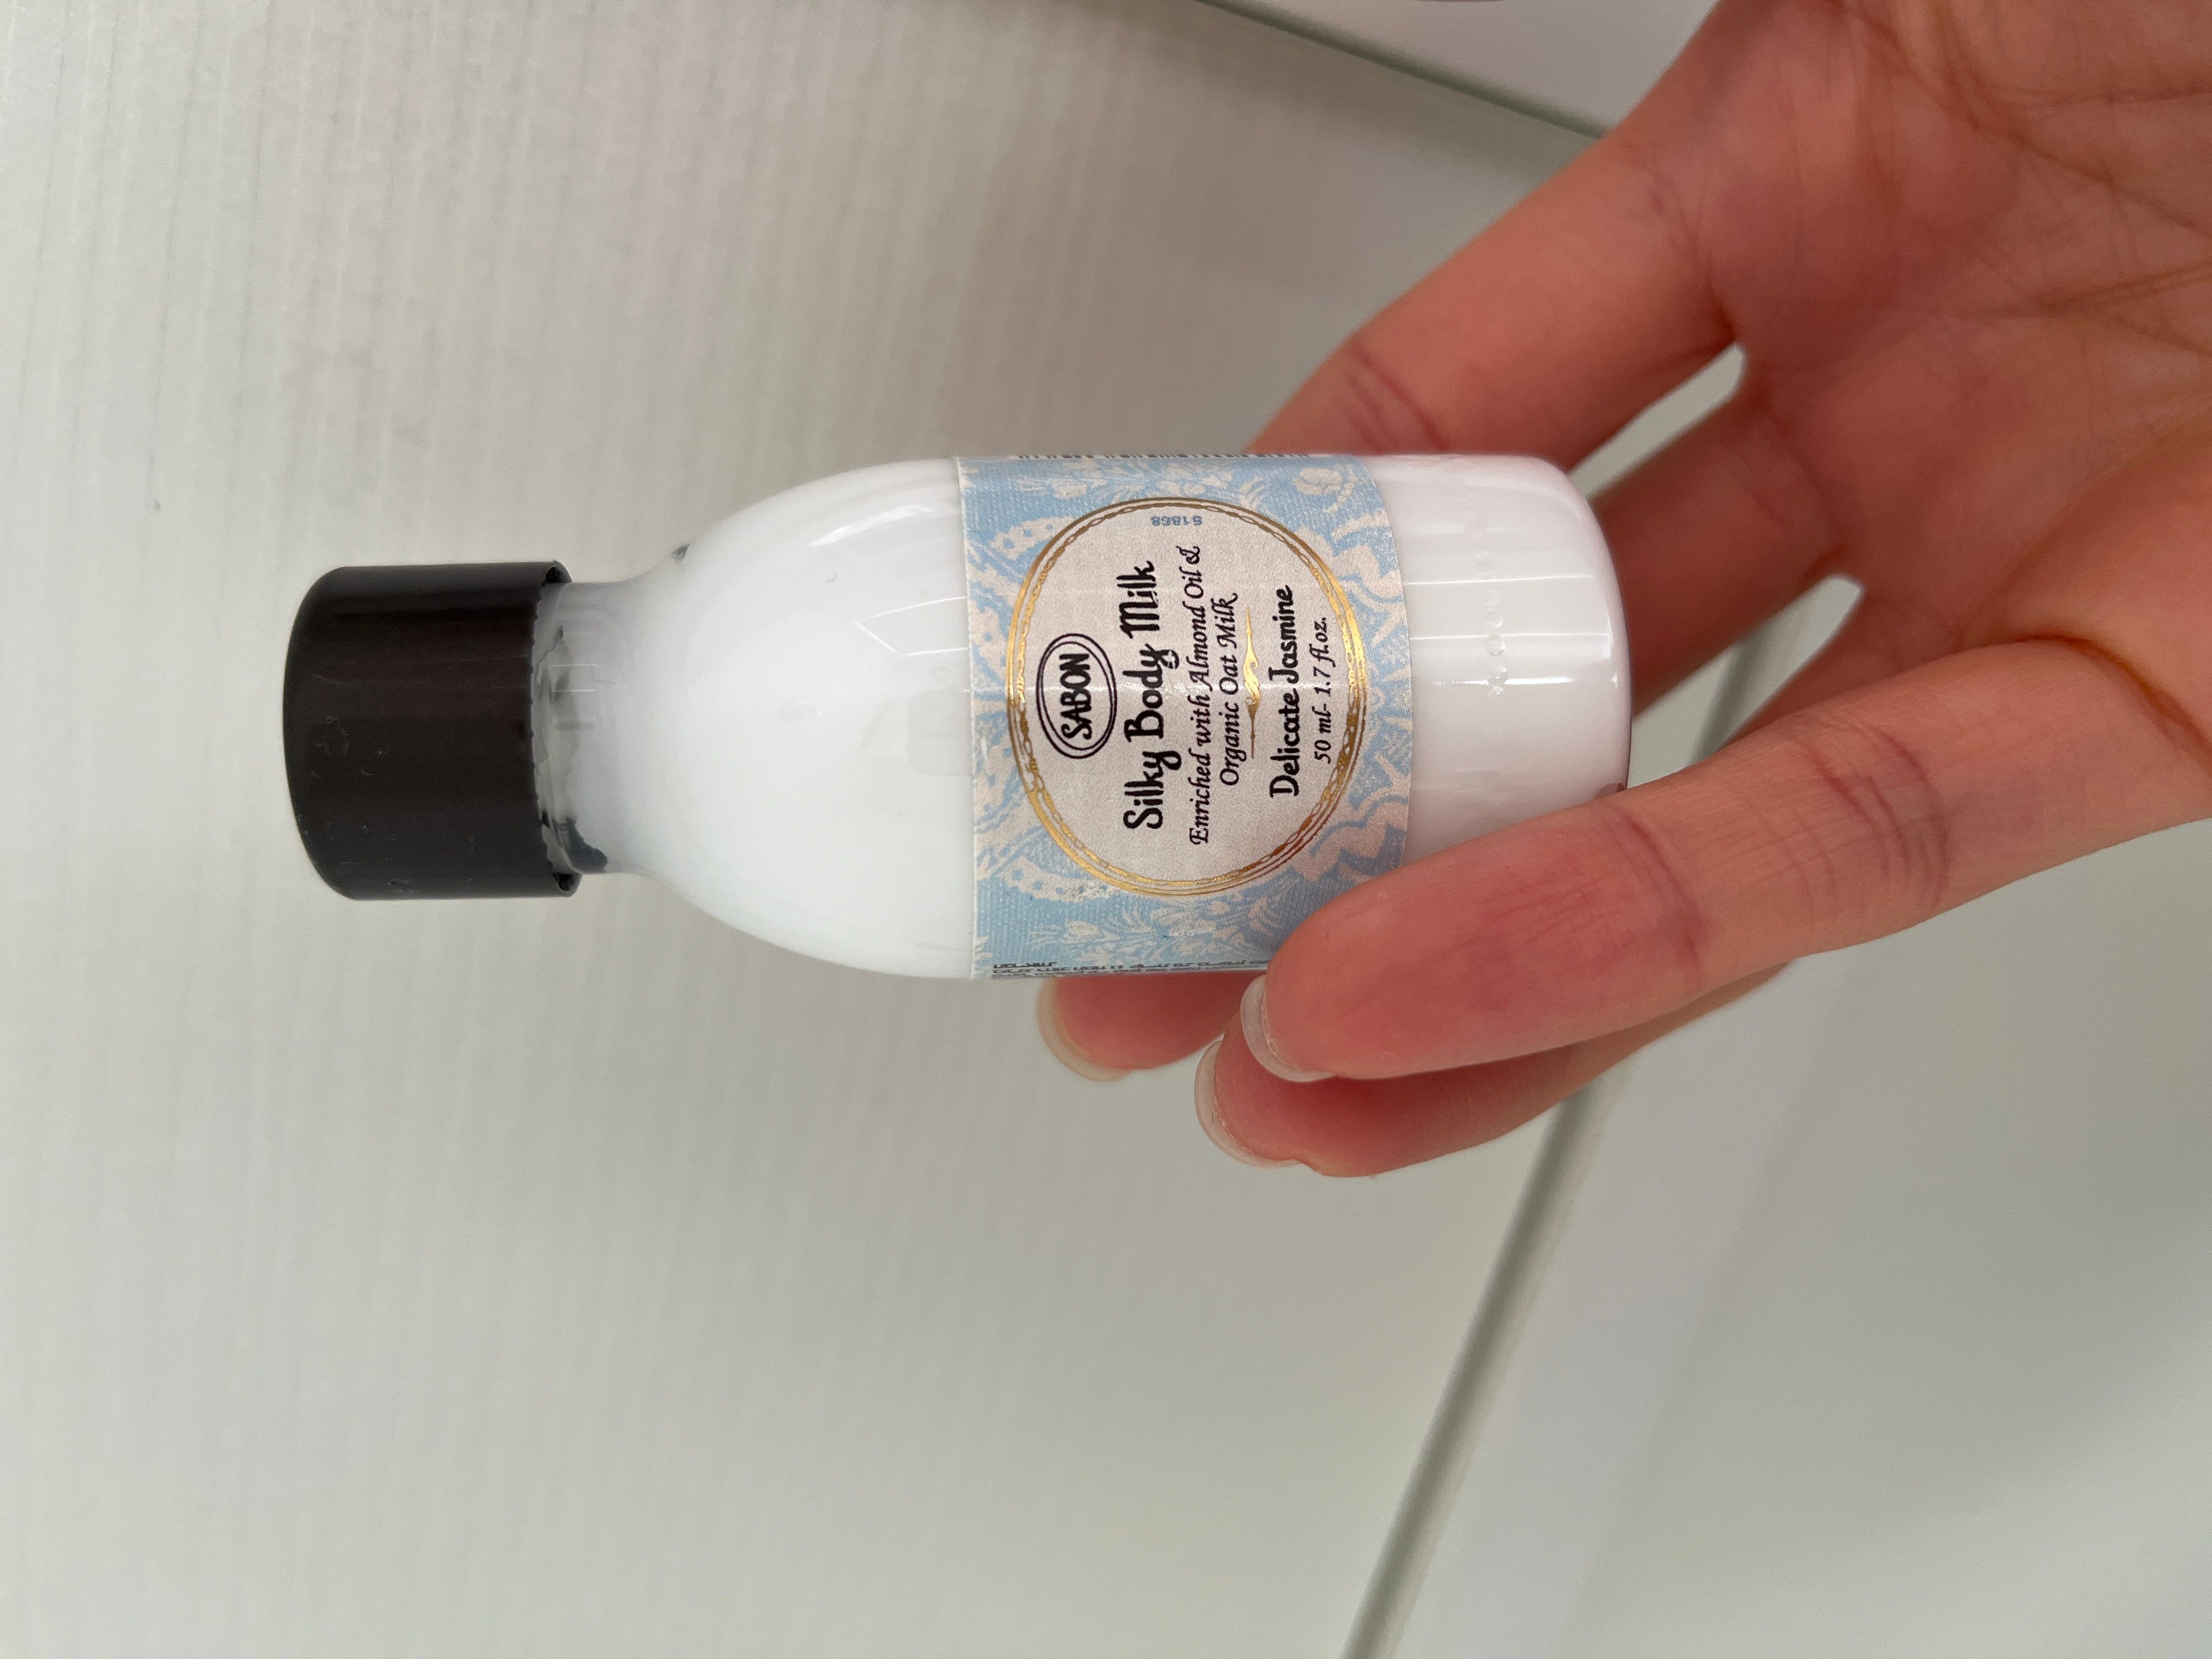 SABON
Silky Body Milk
Enriched with Almond Oil &
Organic Oat Milk
Delicate Jasmine
50 ml- 1.7 fl.oz.
51868